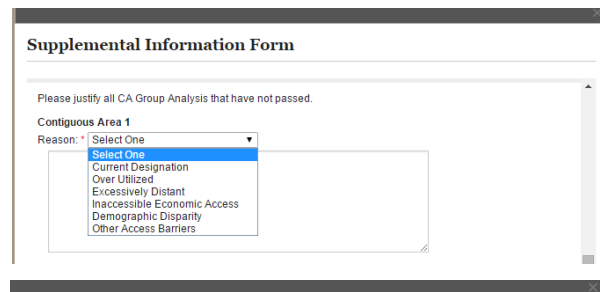 Supplemental Information Form
Please justify all CA Group Analysis that have not passed.
Contiguous Area 1
Reason: * Select One
Select One
Current Designation
Over Utilized
Excessively Distant
Inaccessible Economic Access
Demographic Disparity
Other Access Barriers